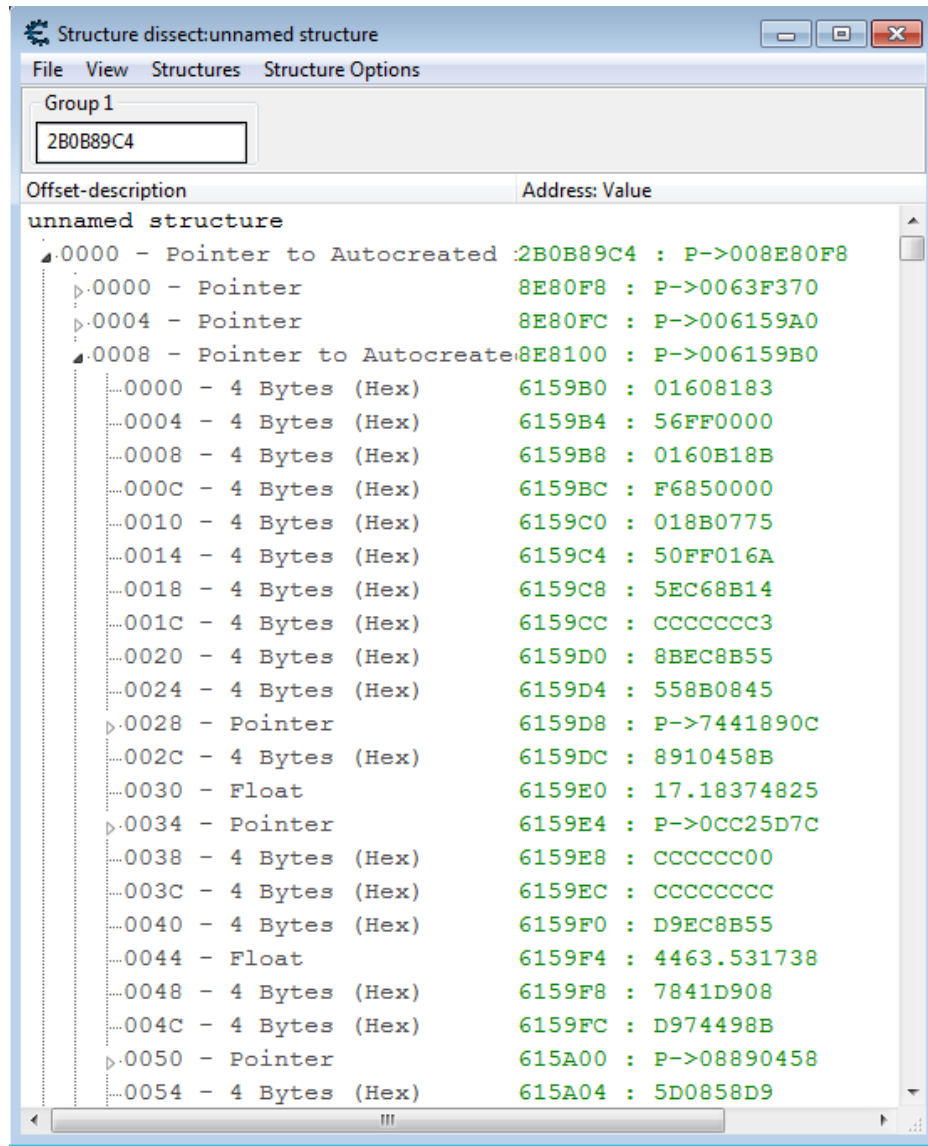 Structure dissect:unnamed structure
File View Structures Structure Options
Group 1
2B0B89C4
Offset-description Address: Value
unnamed structure
0000 - Pointer to Autocreated :2B0B89C4 : P->008E80F8
0000 - Pointer 8E80F8 : P->0063F370
0004 - Pointer 8E80FC : P->006159A0
0008 - Pointer to Autocreate 8E8100 : P->006159B0
0000 - 4 Bytes (Hex) 6159B0 : 01608183
0004 - 4 Bytes (Hex) 6159B4 : 56FF0000
0008 - 4 Bytes (Hex) 6159B8 : 0160B18B
000C - 4 Bytes (Hex) 6159BC : F6850000
0010 - 4 Bytes (Hex) 6159C0 : 018B0775
0014 - 4 Bytes (Hex) 6159C4 : 50FF016A
0018 - 4 Bytes (Hex) 6159C8 : 5EC68B14
001C - 4 Bytes (Hex) 6159CC : CCCCCCC3
0020 - 4 Bytes (Hex) 6159D0 : 8BEC8B55
0024 - 4 Bytes (Hex) 6159D4 : 558B0845
0028 - Pointer 6159D8 : P->7441890C
002C - 4 Bytes (Hex) 6159DC : 8910458B
0030 - Float 6159E0 : 17.18374825
0034 - Pointer 6159E4 : P->0CC25D7C
0038 - 4 Bytes (Hex) 6159E8 : CCCCCC00
003C - 4 Bytes (Hex) 6159EC : CCCCCCCC
0040 - 4 Bytes (Hex) 6159F0 : D9EC8B55
0044 - Float 6159F4 : 4463.531738
0048 - 4 Bytes (Hex) 6159F8 : 7841D908
004C - 4 Bytes (Hex) 6159FC : D974498B
0050 - Pointer 615A00 : P->08890458
0054 - 4 Bytes (Hex) 615A04 : 5D0858D9